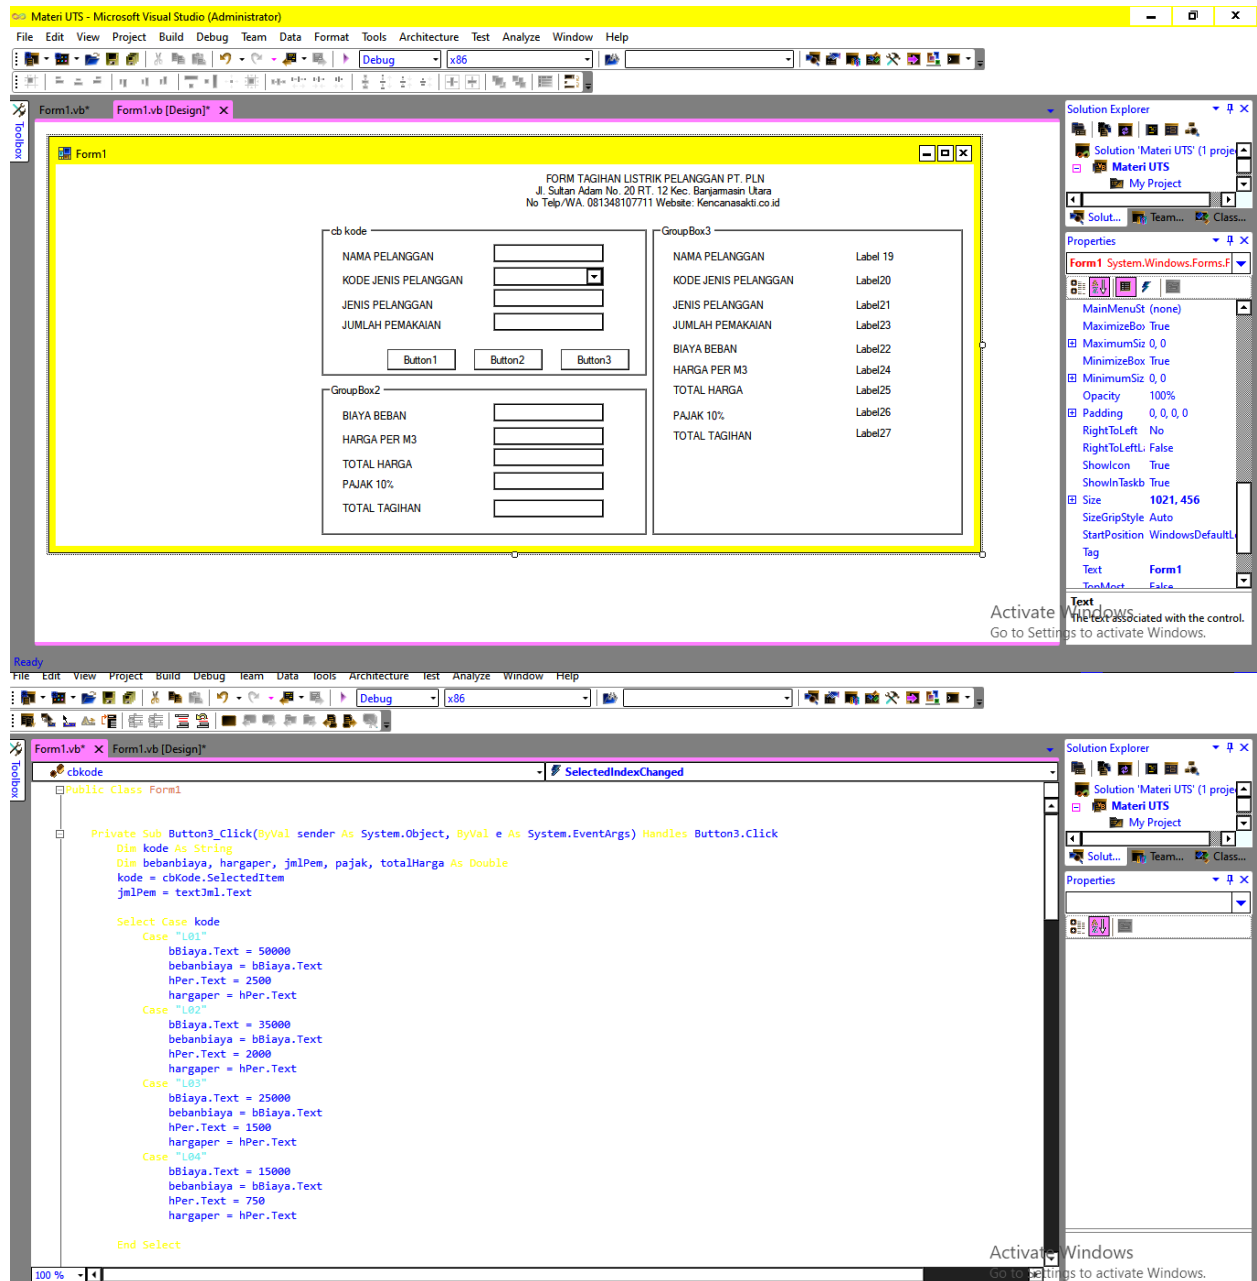 Materi UTS - Microsoft Visual Studio (Administrator)
File Edit View Project Build Debug Team Data Format Tools Architecture Test Analyze Window Help
Debug x86
Form1.vb* Form1.vb [Design]* X
Toolbox
Form1
FORM TAGIHAN LISTRIK PELANGGAN PT. PLN
Jl. Sultan Adam No. 20 RT. 12 Kec. Banjarmasin Utara
No Telp/WA. 081348107711 Website: Kencanasakti.co.id
cb kode
NAMA PELANGGAN
KODE JENIS PELANGGAN
JENIS PELANGGAN
JUMLAH PEMAKAIAN
Button1 Button2 Button3
GroupBox2
BIAYA BEBAN
HARGA PER M3
TOTAL HARGA
PAJAK 10%
TOTAL TAGIHAN
GroupBox3
NAMA PELANGGAN Label 19
KODE JENIS PELANGGAN Label20
JENIS PELANGGAN Label21
JUMLAH PEMAKAIAN Label23
BIAYA BEBAN Label22
HARGA PER M3 Label24
TOTAL HARGA Label25
PAJAK 10% Label26
TOTAL TAGIHAN Label27
Solution Explorer
Solution 'Materi UTS' (1 proje
Materi UTS
My Project
Solut... Team... Class...
Properties
Form1 System.Windows.Forms.F
MainMenuSt (none)
MaximizeBo True
MaximumSiz 0, 0
MinimizeBox True
MinimumSiz 0, 0
Opacity 100%
Padding 0, 0, 0, 0
RightToLeft No
RightToLeftL False
ShowIcon True
ShowInTaskb True
Size 1021, 456
SizeGripStyle Auto
StartPosition WindowsDefaultL
Tag
Text Form1
TopMost False
Text
The text associated with the control.
Activate Windows
Go to Settings to activate Windows.
Ready
File Edit View Project Build Debug Team Data Tools Architecture Test Analyze Window Help
Debug x86
Form1.vb* X Form1.vb [Design]*
Toolbox
cbkode SelectedIndexChanged
Public Class Form1
Private Sub Button3_Click(ByVal sender As System.Object, ByVal e As System.EventArgs) Handles Button3.Click
Dim kode As String
Dim bebanbiaya, hargaper, jmlPem, pajak, totalHarga As Double
kode = cbKode.SelectedItem
jmlPem = textJml.Text
Select Case kode
Case "L01"
bBiaya.Text = 50000
bebanbiaya = bBiaya.Text
hPer.Text = 2500
hargaper = hPer.Text
Case "L02"
bBiaya.Text = 35000
bebanbiaya = bBiaya.Text
hPer.Text = 2000
hargaper = hPer.Text
Case "L03"
bBiaya.Text = 25000
bebanbiaya = bBiaya.Text
hPer.Text = 1500
hargaper = hPer.Text
Case "L04"
bBiaya.Text = 15000
bebanbiaya = bBiaya.Text
hPer.Text = 750
hargaper = hPer.Text
End Select
100 %
Solution Explorer
Solution 'Materi UTS' (1 proje
Materi UTS
My Project
Solut... Team... Class...
Properties
Activate Windows
Go to Settings to activate Windows.